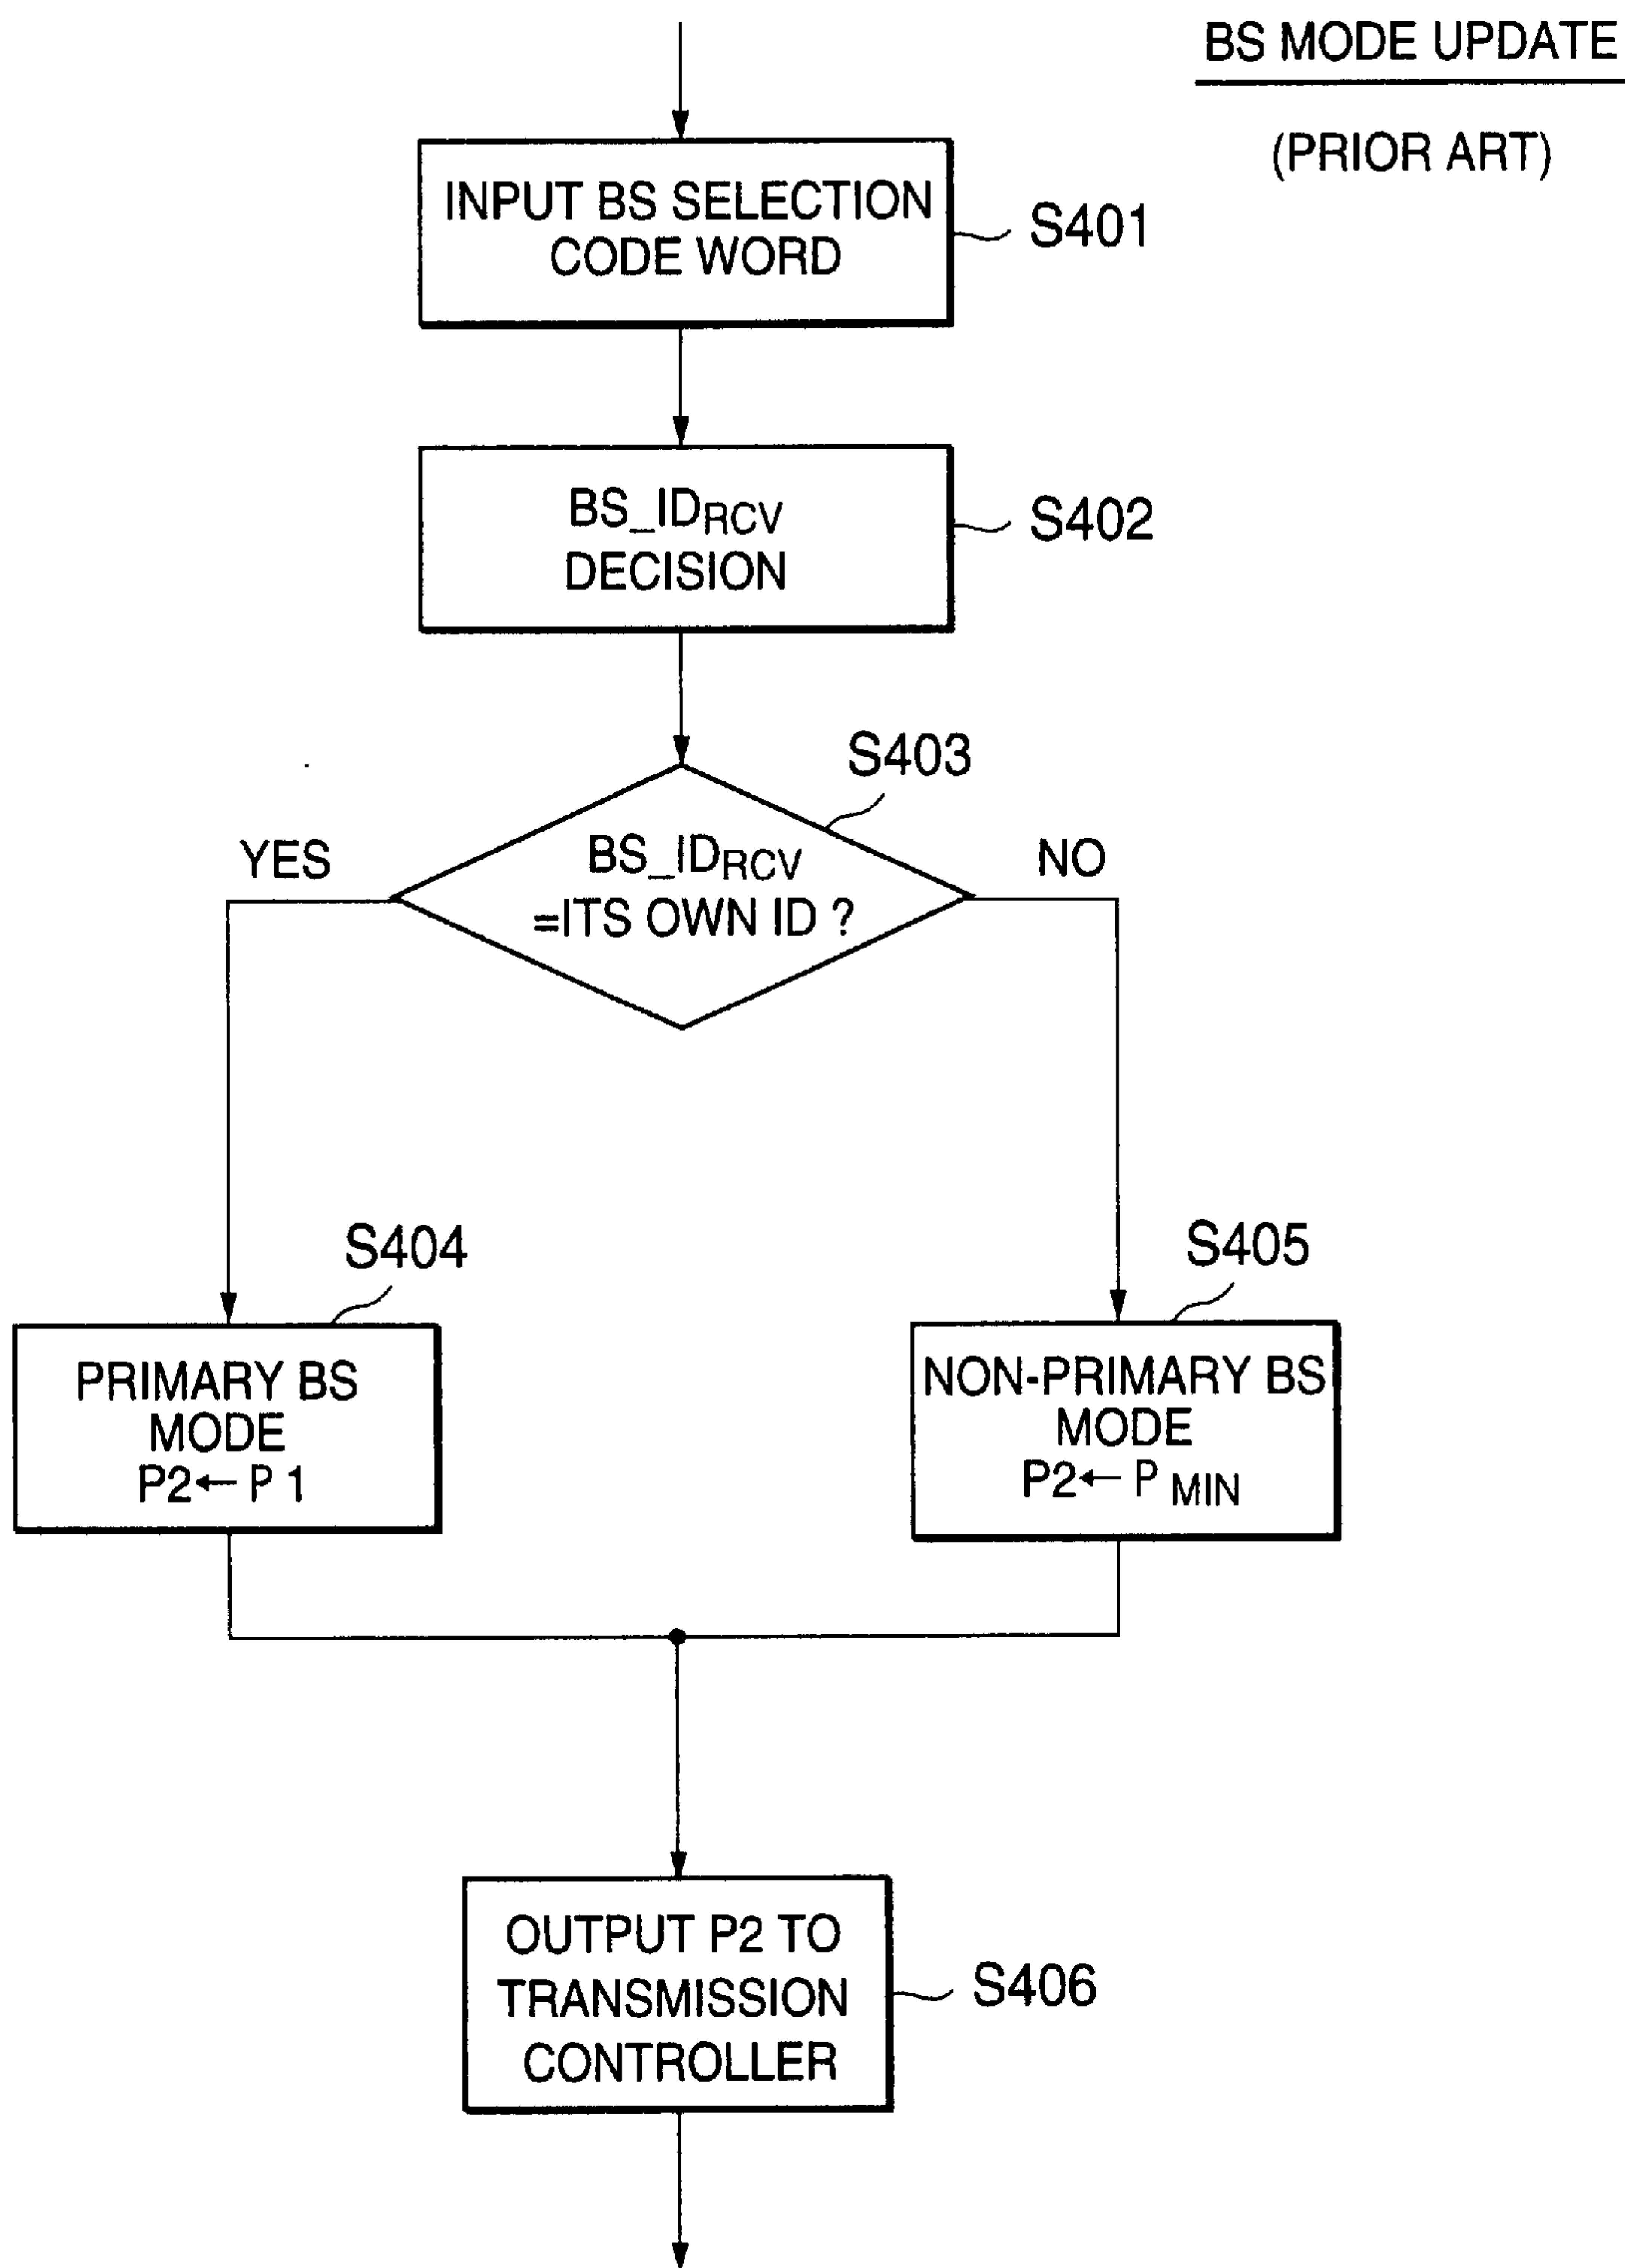 BS MODE UPDATE
(PRIOR ART)
INPUT BS SELECTION
CODE WORD
S401
BS_IDRCV
DECISION
S402
S403
BS_IDRCV
=ITS OWN ID ?
YES
NO
S404
PRIMARY BS
MODE
P2← P 1
S405
NON-PRIMARY BS
MODE
P2← P MIN
OUTPUT P2 TO
TRANSMISSION
CONTROLLER
S406